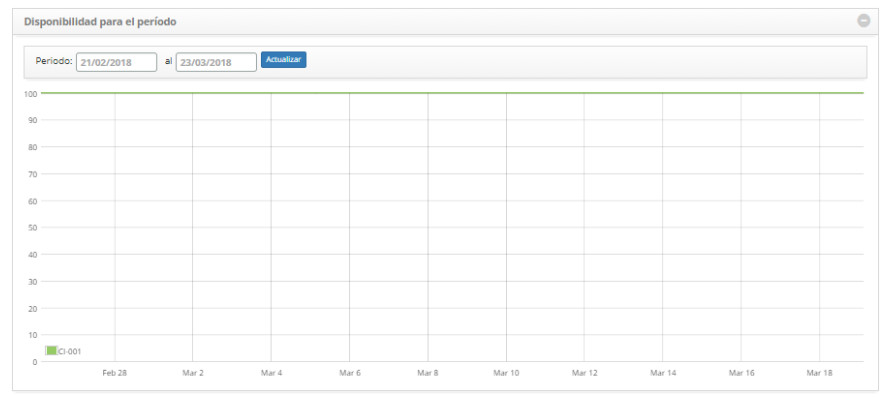 Disponibilidad para el período
Periodo: 21/02/2018 al 23/03/2018 Actualizar
100
90
80
70
60
50
40
30
20
10
CI-001
0
Feb 28 Mar 2 Mar 4 Mar 6 Mar 8 Mar 10 Mar 12 Mar 14 Mar 16 Mar 18